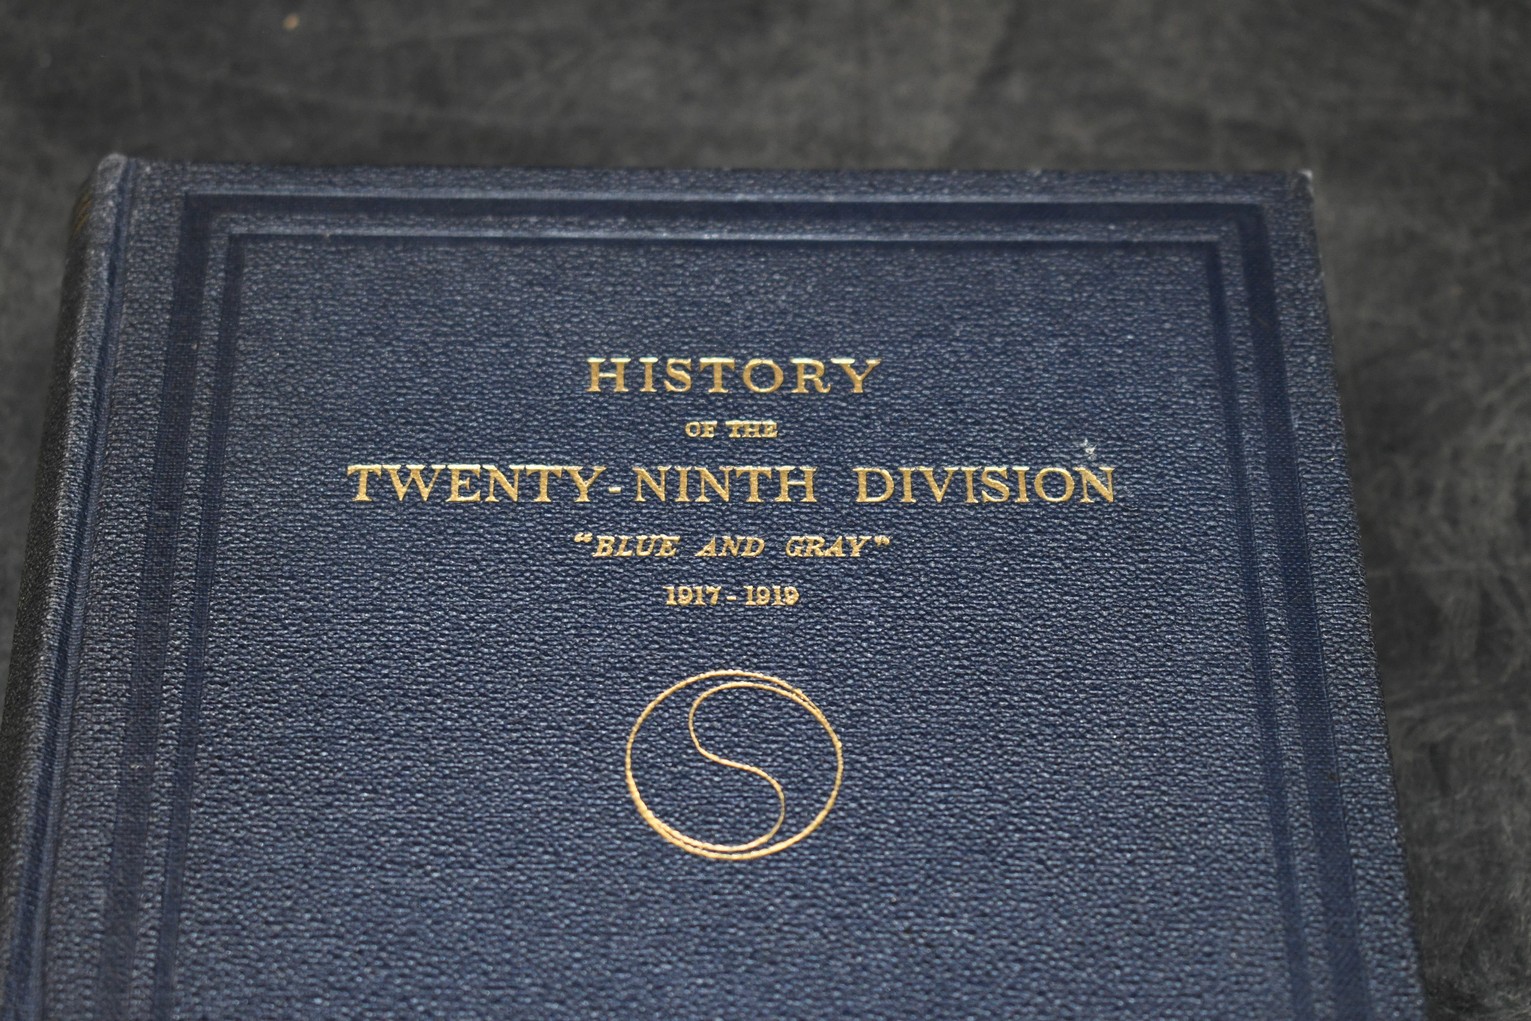 HISTORY
OF THE
TWENTY-NINTH DIVISION
"BLUE AND GRAY"
1917-1919